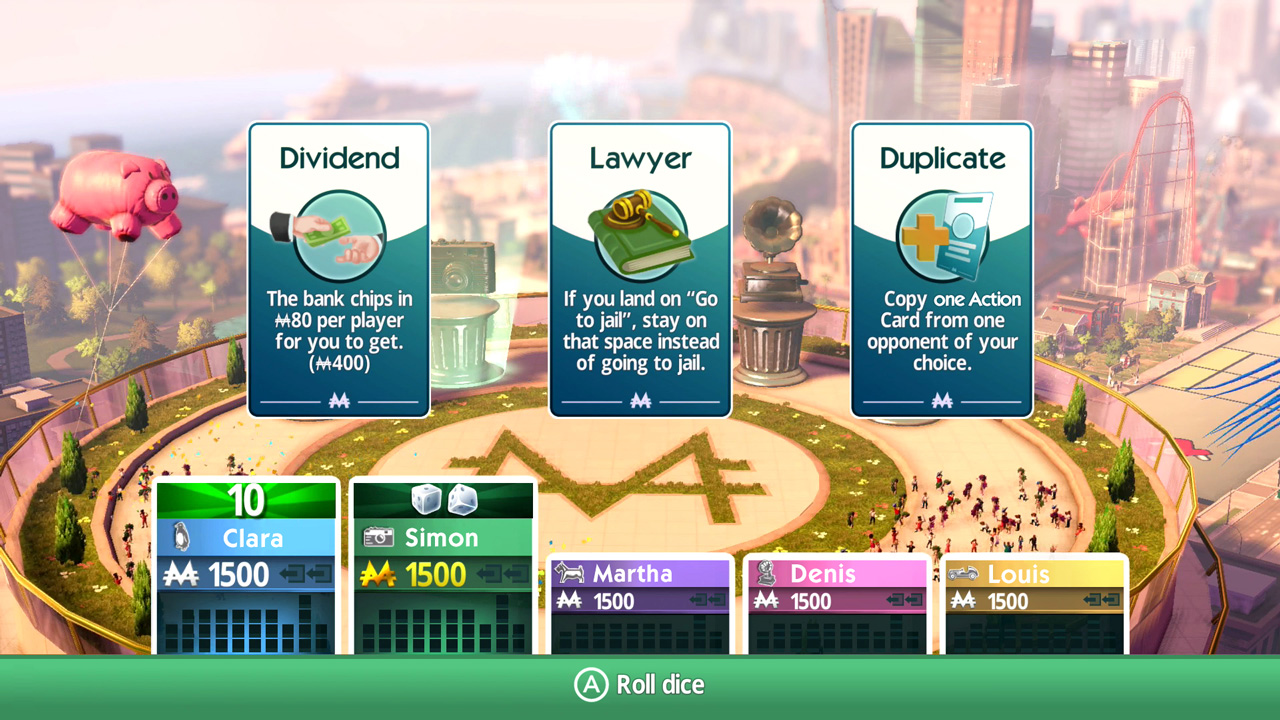 Dividend
The bank chips in
₩80 per player
for you to get.
(₩400)
Lawyer
If you land on “Go
to jail”, stay on
that space instead
of going to jail.
Duplicate
Copy one Action
Card from one
opponent of your
choice.
10
Clara
1500
Simon
1500
Martha
1500
Denis
1500
Louis
1500
A Roll dice